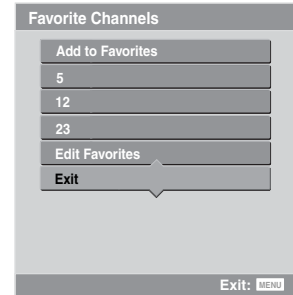 Favorite Channels
Add to Favorites
5
12
23
Edit Favorites
Exit
Exit: MENU